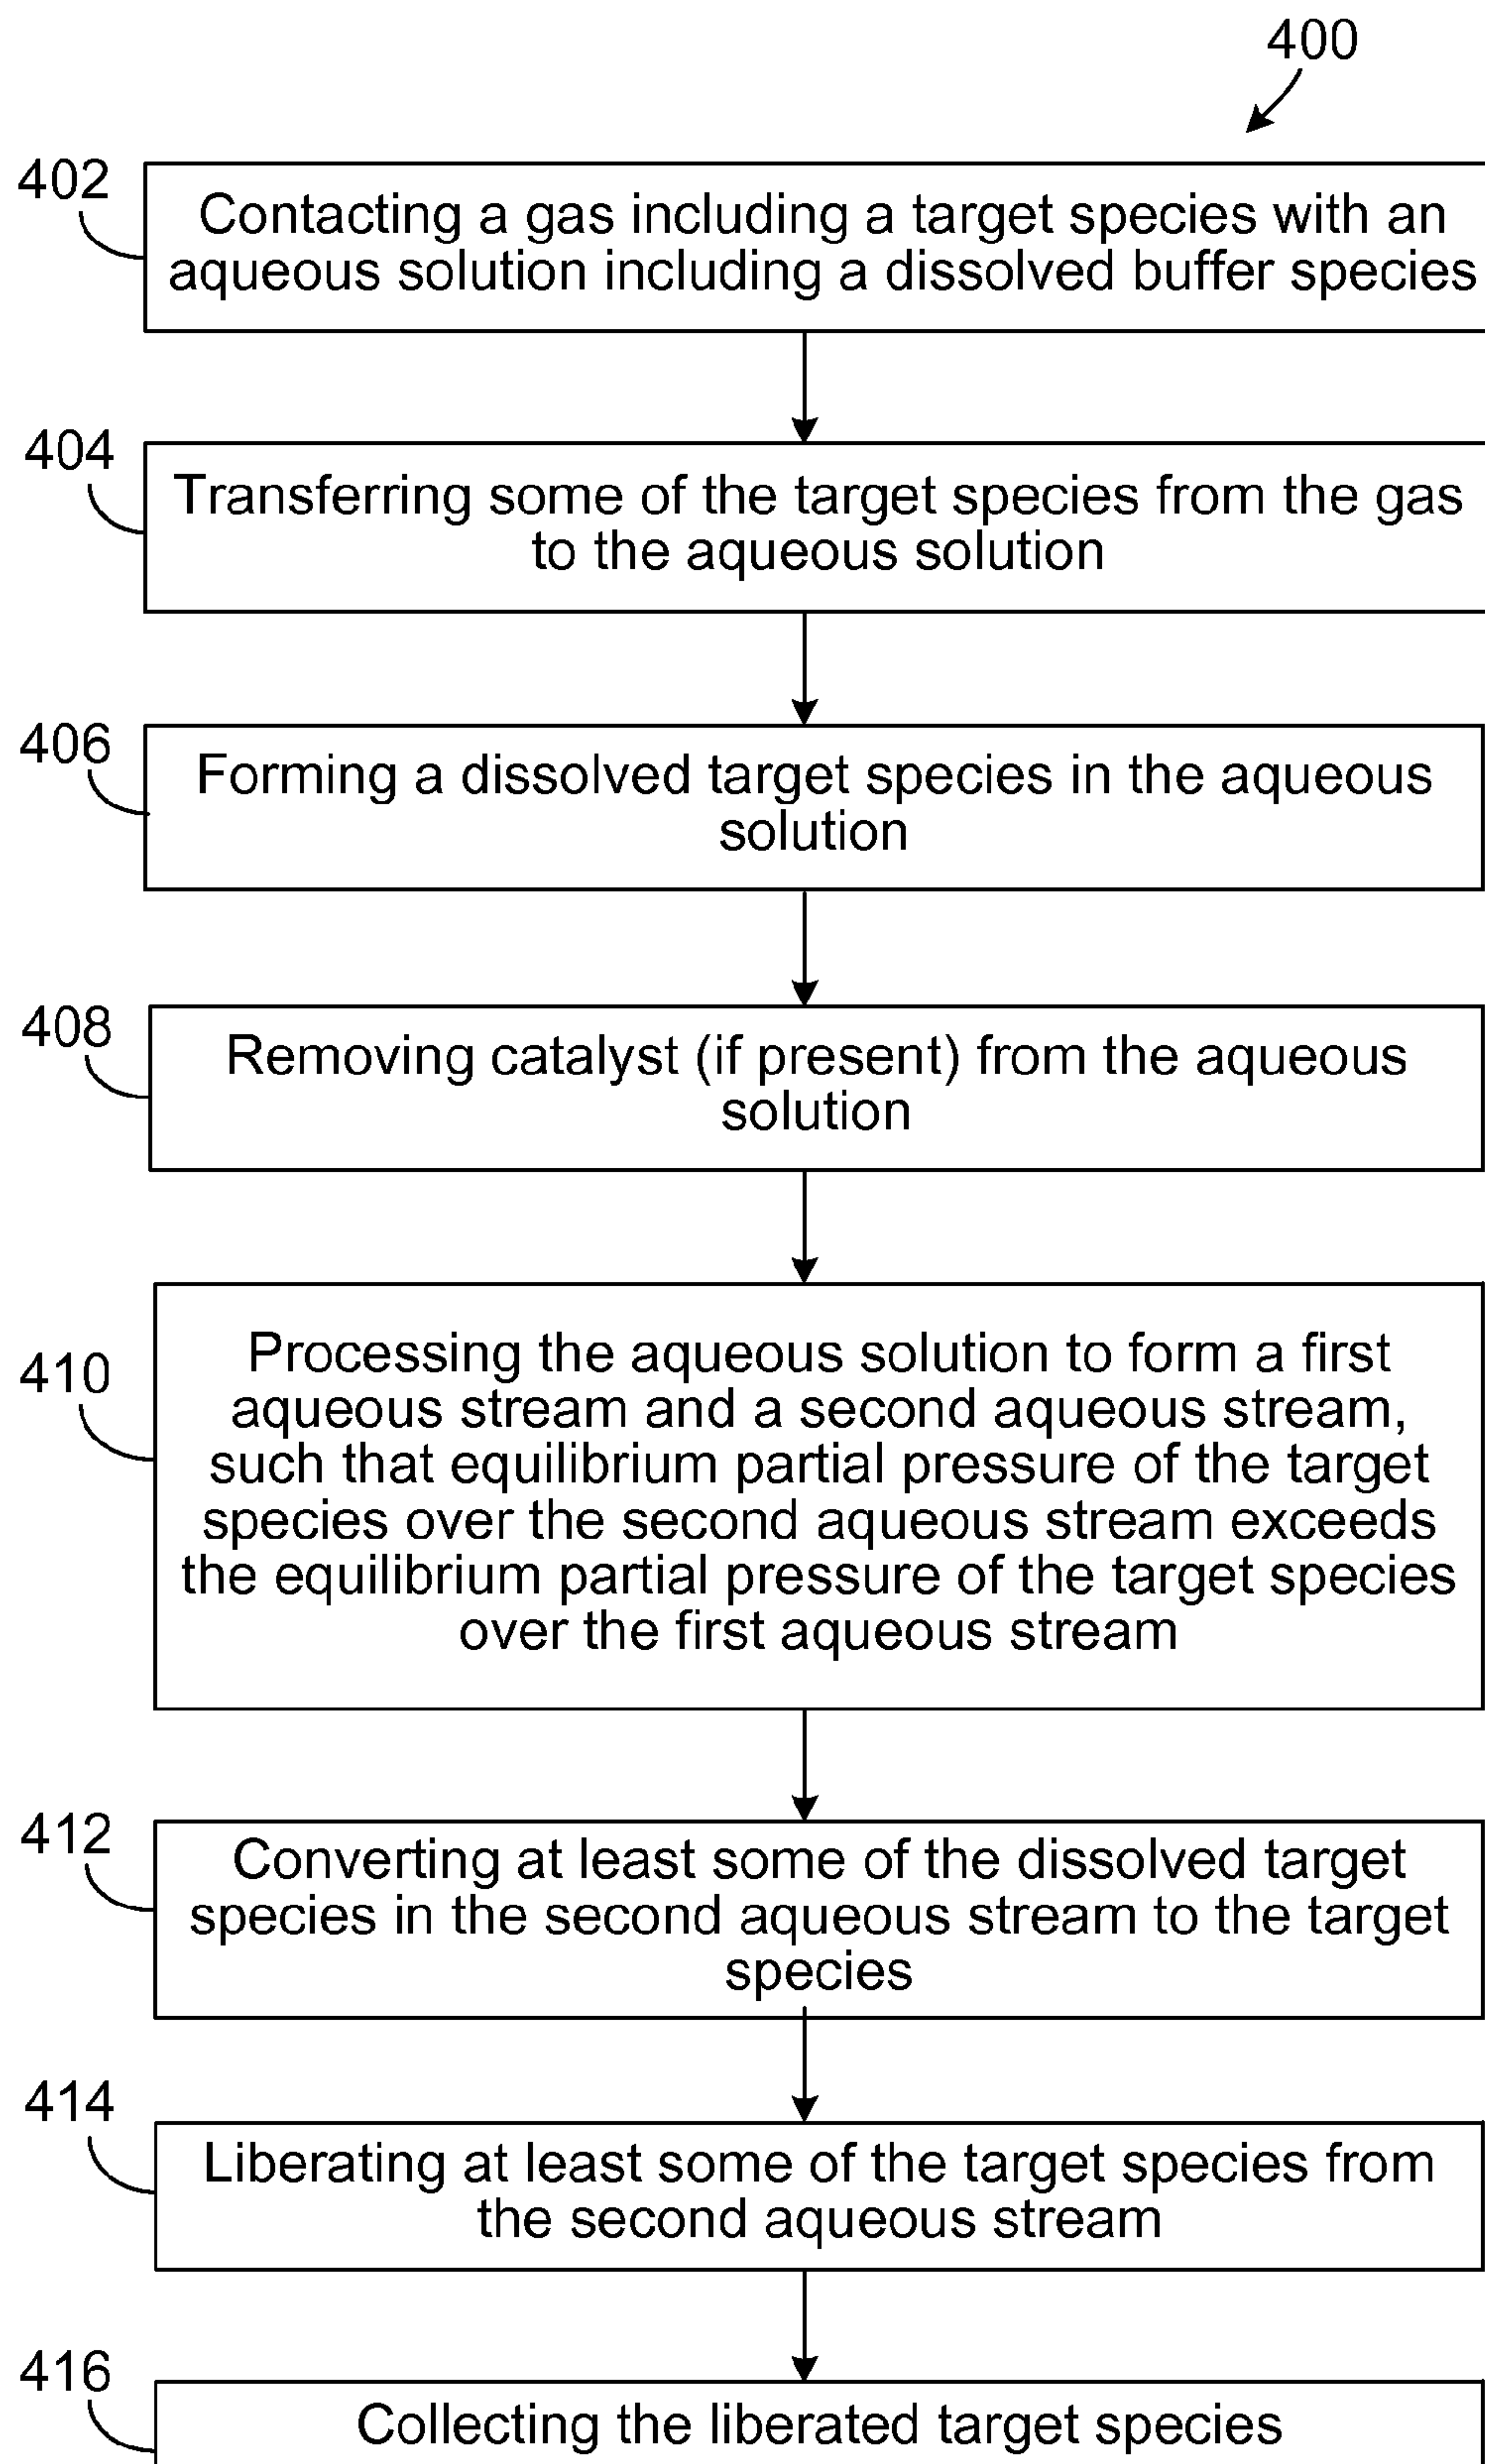 400
402
Contacting a gas including a target species with an
aqueous solution including a dissolved buffer species
404
Transferring some of the target species from the gas
to the aqueous solution
406
Forming a dissolved target species in the aqueous
solution
408
Removing catalyst (if present) from the aqueous
solution
410
Processing the aqueous solution to form a first
aqueous stream and a second aqueous stream,
such that equilibrium partial pressure of the target
species over the second aqueous stream exceeds
the equilibrium partial pressure of the target species
over the first aqueous stream
412
Converting at least some of the dissolved target
species in the second aqueous stream to the target
species
414
Liberating at least some of the target species from
the second aqueous stream
416
Collecting the liberated target species